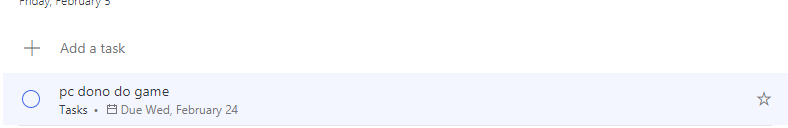 Friday, February 5
Add a task
pc dono do game
Tasks • Due Wed, February 24